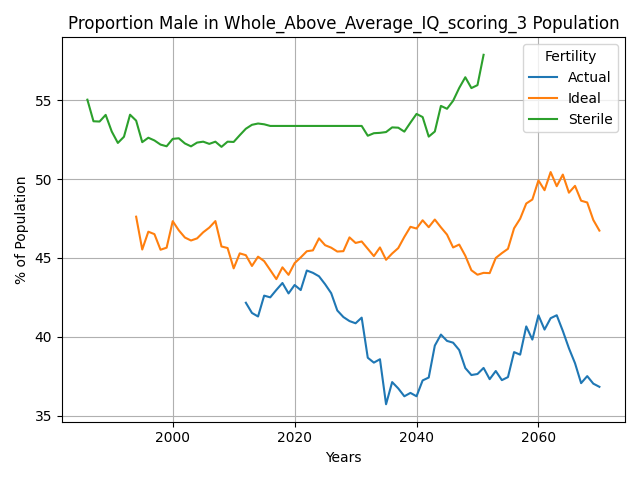 Proportion Male in Whole_Above_Average_IQ_scoring_3 Population
Fertility
Actual
Ideal
Sterile
% of Population
55
50
45
40
35
2000
2020
2040
2060
Years